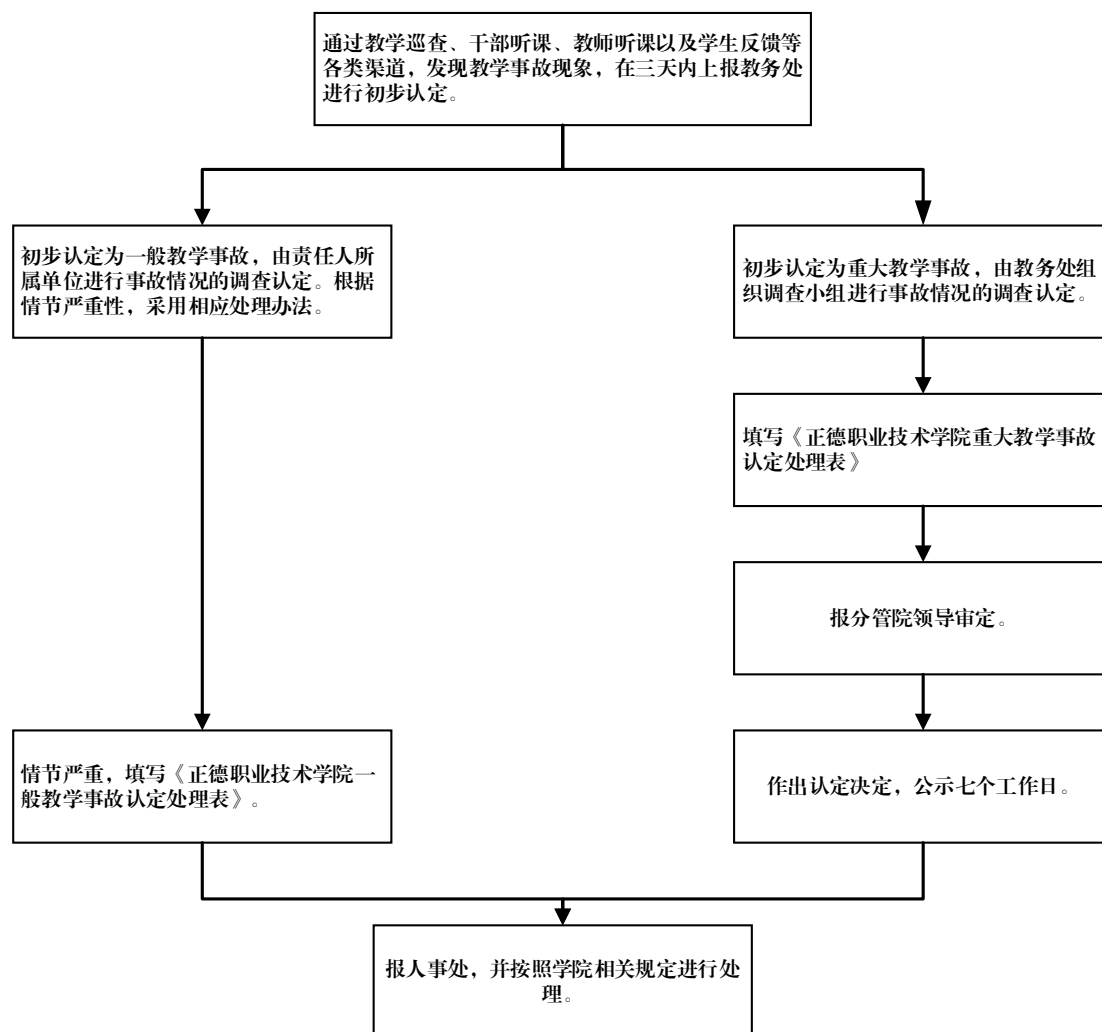 通过教学巡查、干部听课、教师听课以及学生反馈等
各类渠道，发现教学事故现象，在三天内上报教务处
进行初步认定。
初步认定为一般教学事故，由责任人所
属单位进行事故情况的调查认定。根据
情节严重性，采用相应处理办法。
初步认定为重大教学事故，由教务处组
织调查小组进行事故情况的调查认定。
填写《正德职业技术学院重大教学事故
认定处理表》
报分管院领导审定。
情节严重，填写《正德职业技术学院一
般教学事故认定处理表》。
作出认定决定，公示七个工作日。
报人事处，并按照学院相关规定进行处
理。